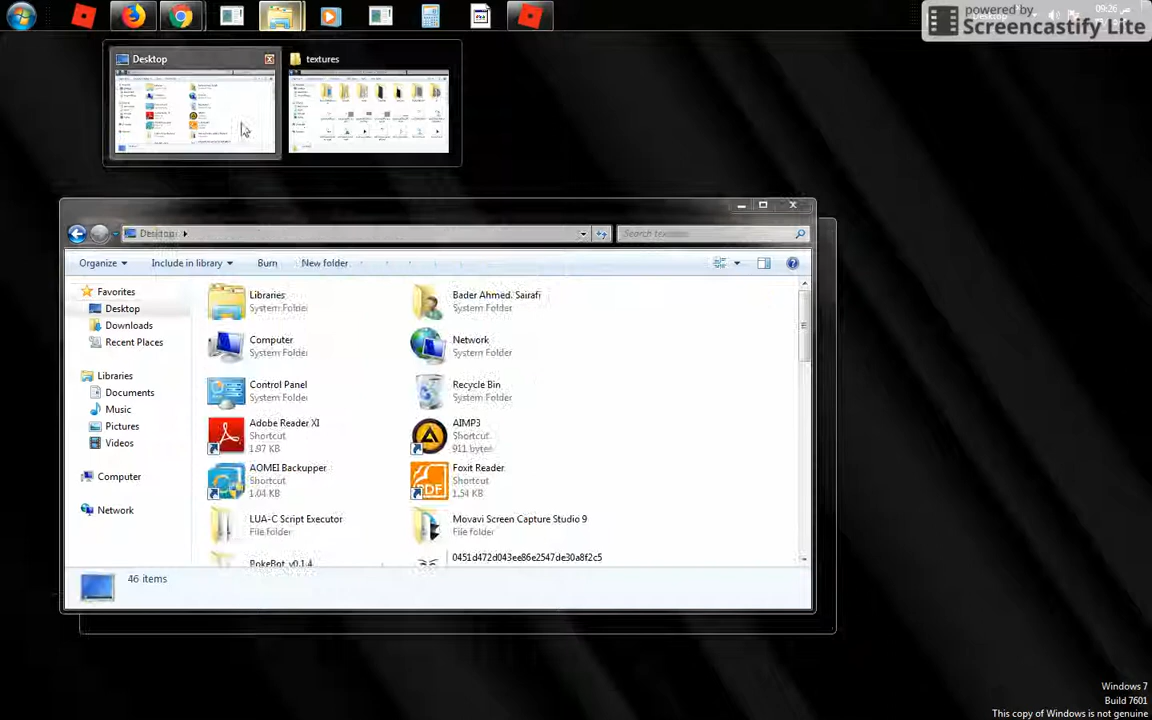 powered by
Screencastify Lite
09:26
Desktop
textures
Desktop
Search textures
Organize
Include in library
Burn
New folder
Favorites
Desktop
Downloads
Recent Places
Libraries
Documents
Music
Pictures
Videos
Computer
Network
Libraries
System Folder
Bader Ahmed. Sairafi
System Folder
Computer
System Folder
Network
System Folder
Control Panel
System Folder
Recycle Bin
System Folder
Adobe Reader XI
Shortcut
1.97 KB
AIMP3
Shortcut
911 bytes
AOMEI Backupper
Shortcut
1.04 KB
Foxit Reader
Shortcut
1.54 KB
LUA-C Script Executor
File folder
Movavi Screen Capture Studio 9
File folder
PokeBot_v0.1.4
0451d472d043ee86e2547de30a8f2c5
46 items
Windows 7
Build 7601
This copy of Windows is not genuine